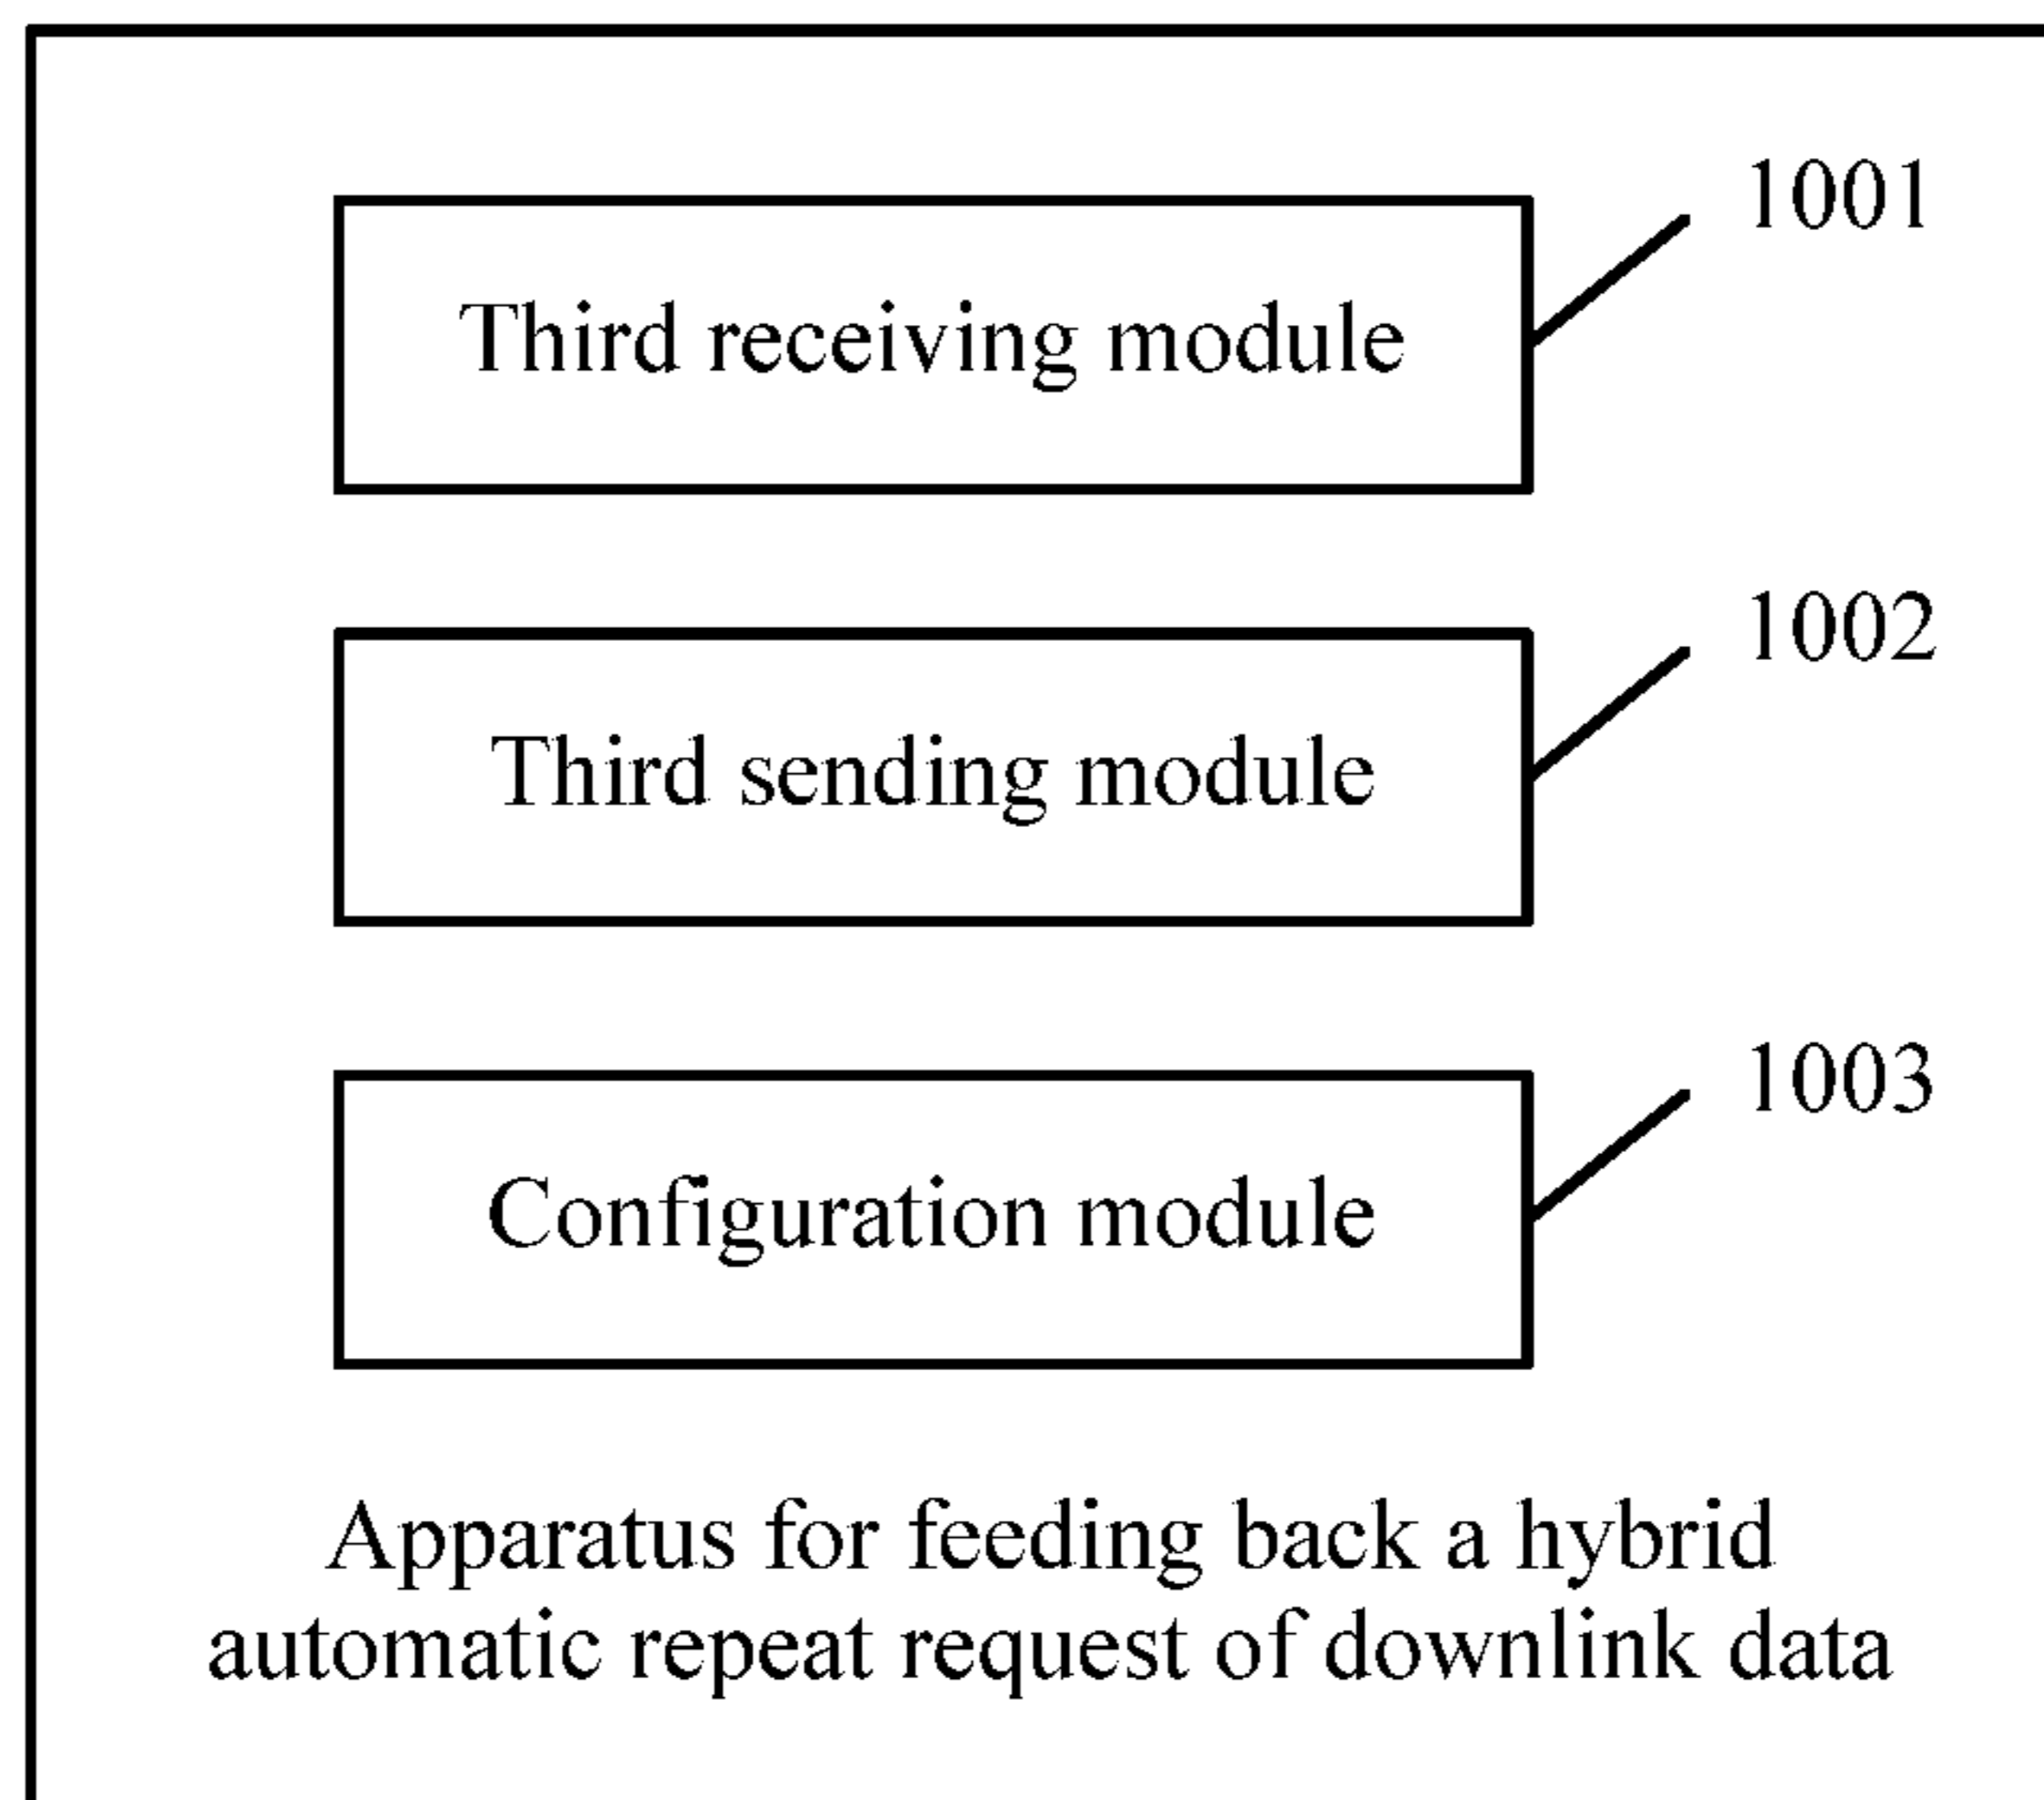 1001
Third receiving module
1002
Third sending module
1003
Configuration module
Apparatus for feeding back a hybrid
automatic repeat request of downlink data